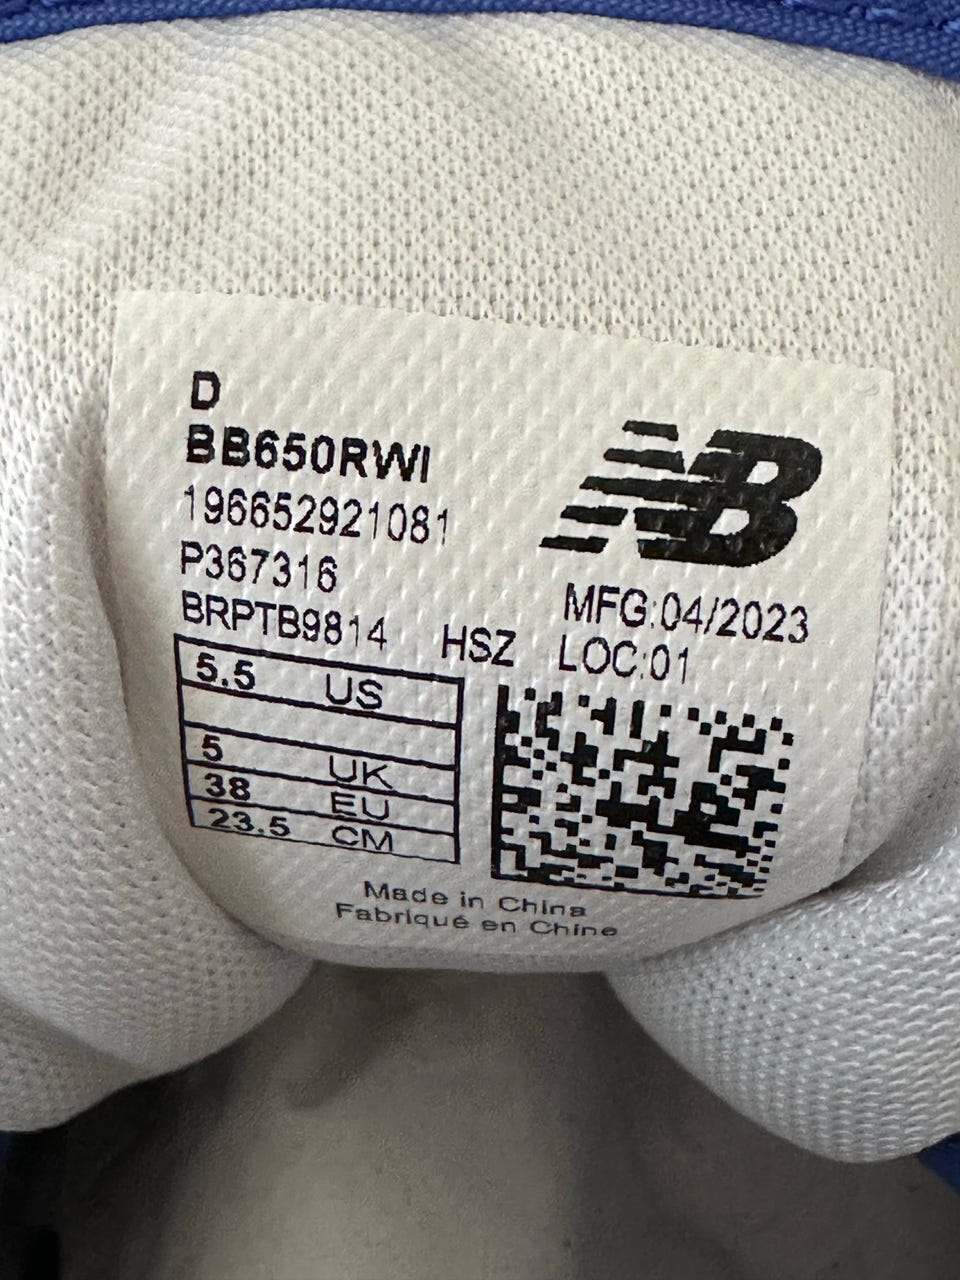 D
BB650RWI
196652921081
P367316
BRPTB9814 HSZ
NB
MFG:04/2023
LOC:01
5.5 US
5 UK
38 EU
23.5 CM
Made in China
Fabriqué en Chine